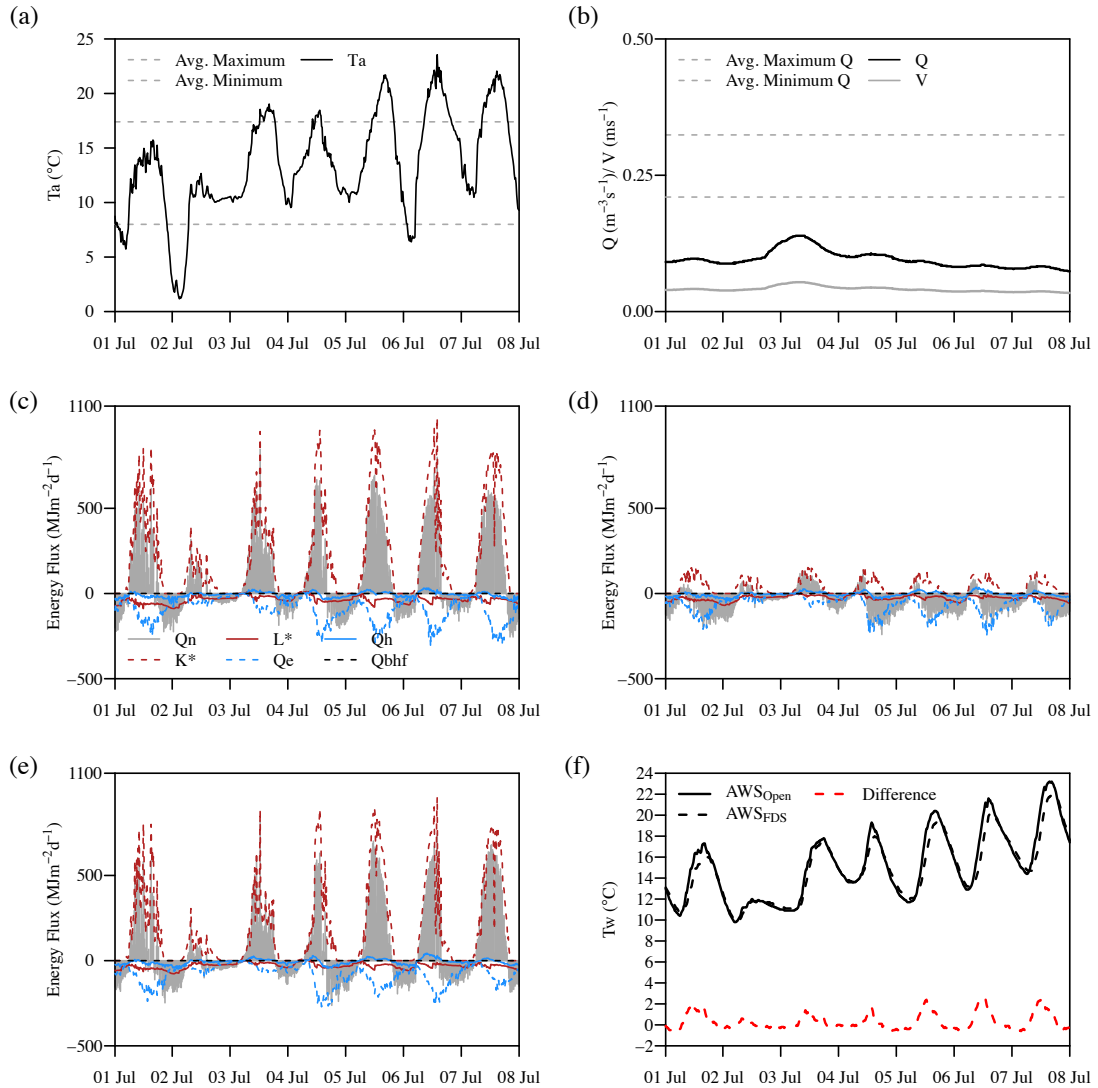 (a)
25
20
15
10
5
0
Ta (°C)
Avg. Maximum
Avg. Minimum
Ta
01 Jul 02 Jul 03 Jul 04 Jul 05 Jul 06 Jul 07 Jul 08 Jul
(b)
0.50
0.25
0.00
Q (m⁻³s⁻¹)/ V (ms⁻¹)
Avg. Maximum Q
Avg. Minimum Q
Q
V
01 Jul 02 Jul 03 Jul 04 Jul 05 Jul 06 Jul 07 Jul 08 Jul
(c)
1100
500
0
−500
Energy Flux (MJm⁻²d⁻¹)
Qn L* Qh
K* Qe Qbhf
01 Jul 02 Jul 03 Jul 04 Jul 05 Jul 06 Jul 07 Jul 08 Jul
(d)
1100
500
0
−500
Energy Flux (MJm⁻²d⁻¹)
01 Jul 02 Jul 03 Jul 04 Jul 05 Jul 06 Jul 07 Jul 08 Jul
(e)
1100
500
0
−500
Energy Flux (MJm⁻²d⁻¹)
01 Jul 02 Jul 03 Jul 04 Jul 05 Jul 06 Jul 07 Jul 08 Jul
(f)
24
22
20
18
16
14
12
10
8
6
4
2
0
−2
Tw (°C)
AWS_Open
AWS_FDS
Difference
01 Jul 02 Jul 03 Jul 04 Jul 05 Jul 06 Jul 07 Jul 08 Jul